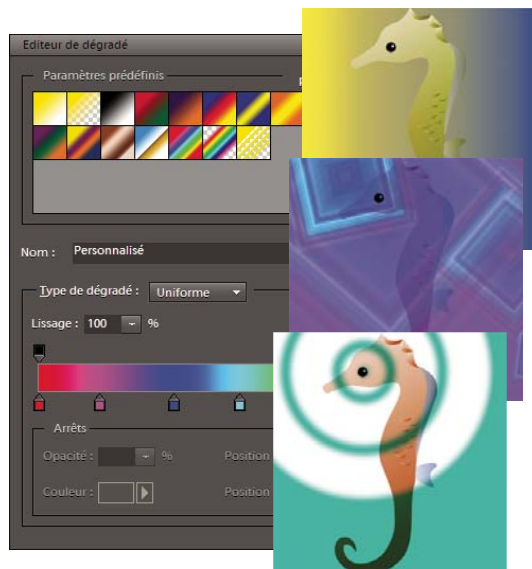 Editeur de dégradé
Paramètres prédéfinis
Nom : Personnalisé
Type de dégradé : Uniforme
Lissage : 100 %
Arrêts
Opacité : % Position
Couleur : Position